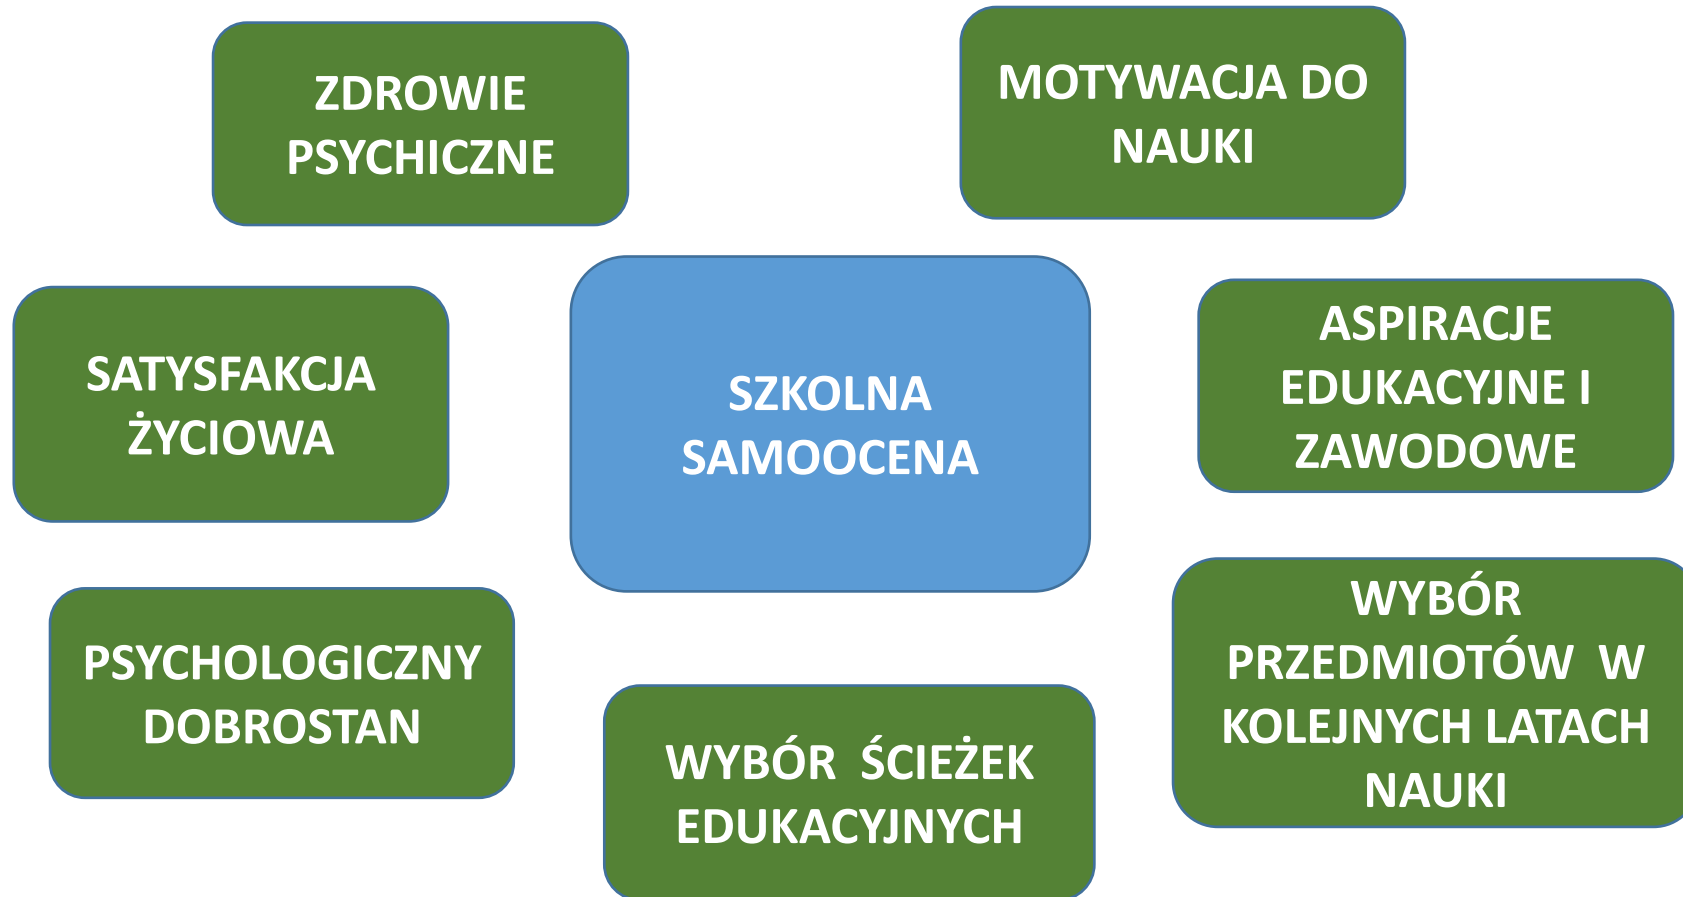 ZDROWIE
PSYCHICZNE
MOTYWACJA DO
NAUKI
SATYSFAKCJA
ŻYCIOWA
SZKOLNA
SAMOOCENA
ASPIRACJE
EDUKACYJNE I
ZAWODOWE
PSYCHOLOGICZNY
DOBROSTAN
WYBÓR ŚCIEŻEK
EDUKACYJNYCH
WYBÓR
PRZEDMIOTÓW W
KOLEJNYCH LATACH
NAUKI